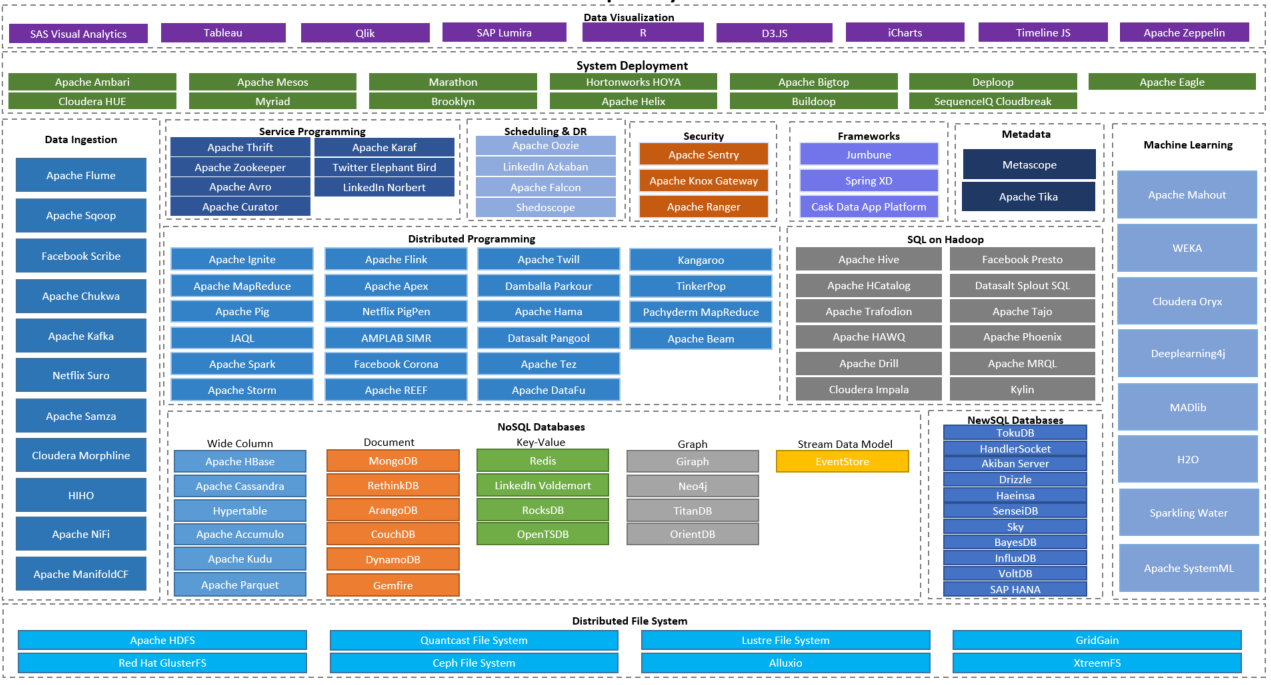 Data Visualization
SAS Visual Analytics
Tableau
Qlik
SAP Lumira
R
D3.JS
iCharts
Timeline JS
Apache Zeppelin
System Deployment
Apache Ambari
Apache Mesos
Marathon
Hortonworks HOYA
Apache Bigtop
Deploop
Apache Eagle
Cloudera HUE
Myriad
Brooklyn
Apache Helix
Buildoop
SequenceIQ Cloudbreak
Data Ingestion
Apache Flume
Apache Sqoop
Facebook Scribe
Apache Chukwa
Apache Kafka
Netflix Suro
Apache Samza
Cloudera Morphline
HIHO
Apache NiFi
Apache ManifoldCF
Service Programming
Apache Thrift
Apache Karaf
Apache Zookeeper
Twitter Elephant Bird
Apache Avro
LinkedIn Norbert
Apache Curator
Scheduling & DR
Apache Oozie
LinkedIn Azkaban
Apache Falcon
Shedoscope
Security
Apache Sentry
Apache Knox Gateway
Apache Ranger
Frameworks
Jumbune
Spring XD
Cask Data App Platform
Metadata
Metascope
Apache Tika
Machine Learning
Apache Mahout
WEKA
Cloudera Oryx
Deeplearning4j
MADlib
H2O
Sparkling Water
Apache SystemML
Distributed Programming
Apache Ignite
Apache Flink
Apache Twill
Kangaroo
Apache MapReduce
Apache Apex
Damballa Parkour
TinkerPop
Apache Pig
Netflix PigPen
Apache Hama
Pachyderm MapReduce
JAQL
AMPLAB SIMR
Datasalt Pangool
Apache Beam
Apache Spark
Facebook Corona
Apache Tez
Apache Storm
Apache REEF
Apache DataFu
SQL on Hadoop
Apache Hive
Facebook Presto
Apache HCatalog
Datasalt Splout SQL
Apache Trafodion
Apache Tajo
Apache HAWQ
Apache Phoenix
Apache Drill
Apache MRQL
Cloudera Impala
Kylin
NoSQL Databases
Wide Column
Apache HBase
Apache Cassandra
Hypertable
Apache Accumulo
Apache Kudu
Apache Parquet
Document
MongoDB
RethinkDB
ArangoDB
CouchDB
DynamoDB
Gemfire
Key-Value
Redis
LinkedIn Voldemort
RocksDB
OpenTSDB
Graph
Giraph
Neo4j
TitanDB
OrientDB
Stream Data Model
EventStore
NewSQL Databases
TokuDB
HandlerSocket
Akiban Server
Drizzle
Haeinsa
SenseiDB
Sky
BayesDB
InfluxDB
VoltDB
SAP HANA
Distributed File System
Apache HDFS
Quantcast File System
Lustre File System
GridGain
Red Hat GlusterFS
Ceph File System
Alluxio
XtreemFS